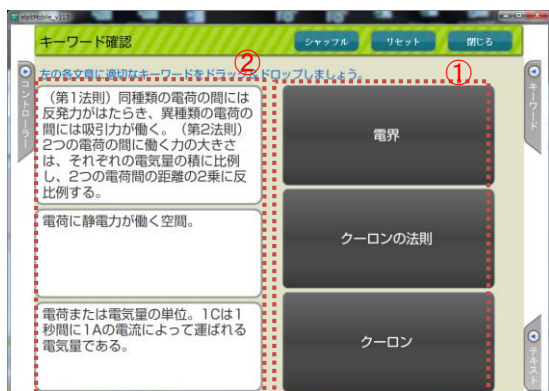 elpitMobile_v113
キーワード確認
シャッフル
リセット
閉じる
②
①
左の各文章に適切なキーワードをドラッグ&ドロップしましょう。
コントローラー
キーワード
(第1法則)同種類の電荷の間には
反発力がはたらき、異種類の電荷の
間には吸引力が働く。(第2法則)
2つの電荷の間に働く力の大きさ
は、それぞれの電気量の積に比例
し、2つの電荷間の距離の2乗に反
比例する。
電界
電荷に静電力が働く空間。
クーロンの法則
電荷または電気量の単位。1Cは1
秒間に1Aの電流によって運ばれる
電気量である。
クーロン
テキスト